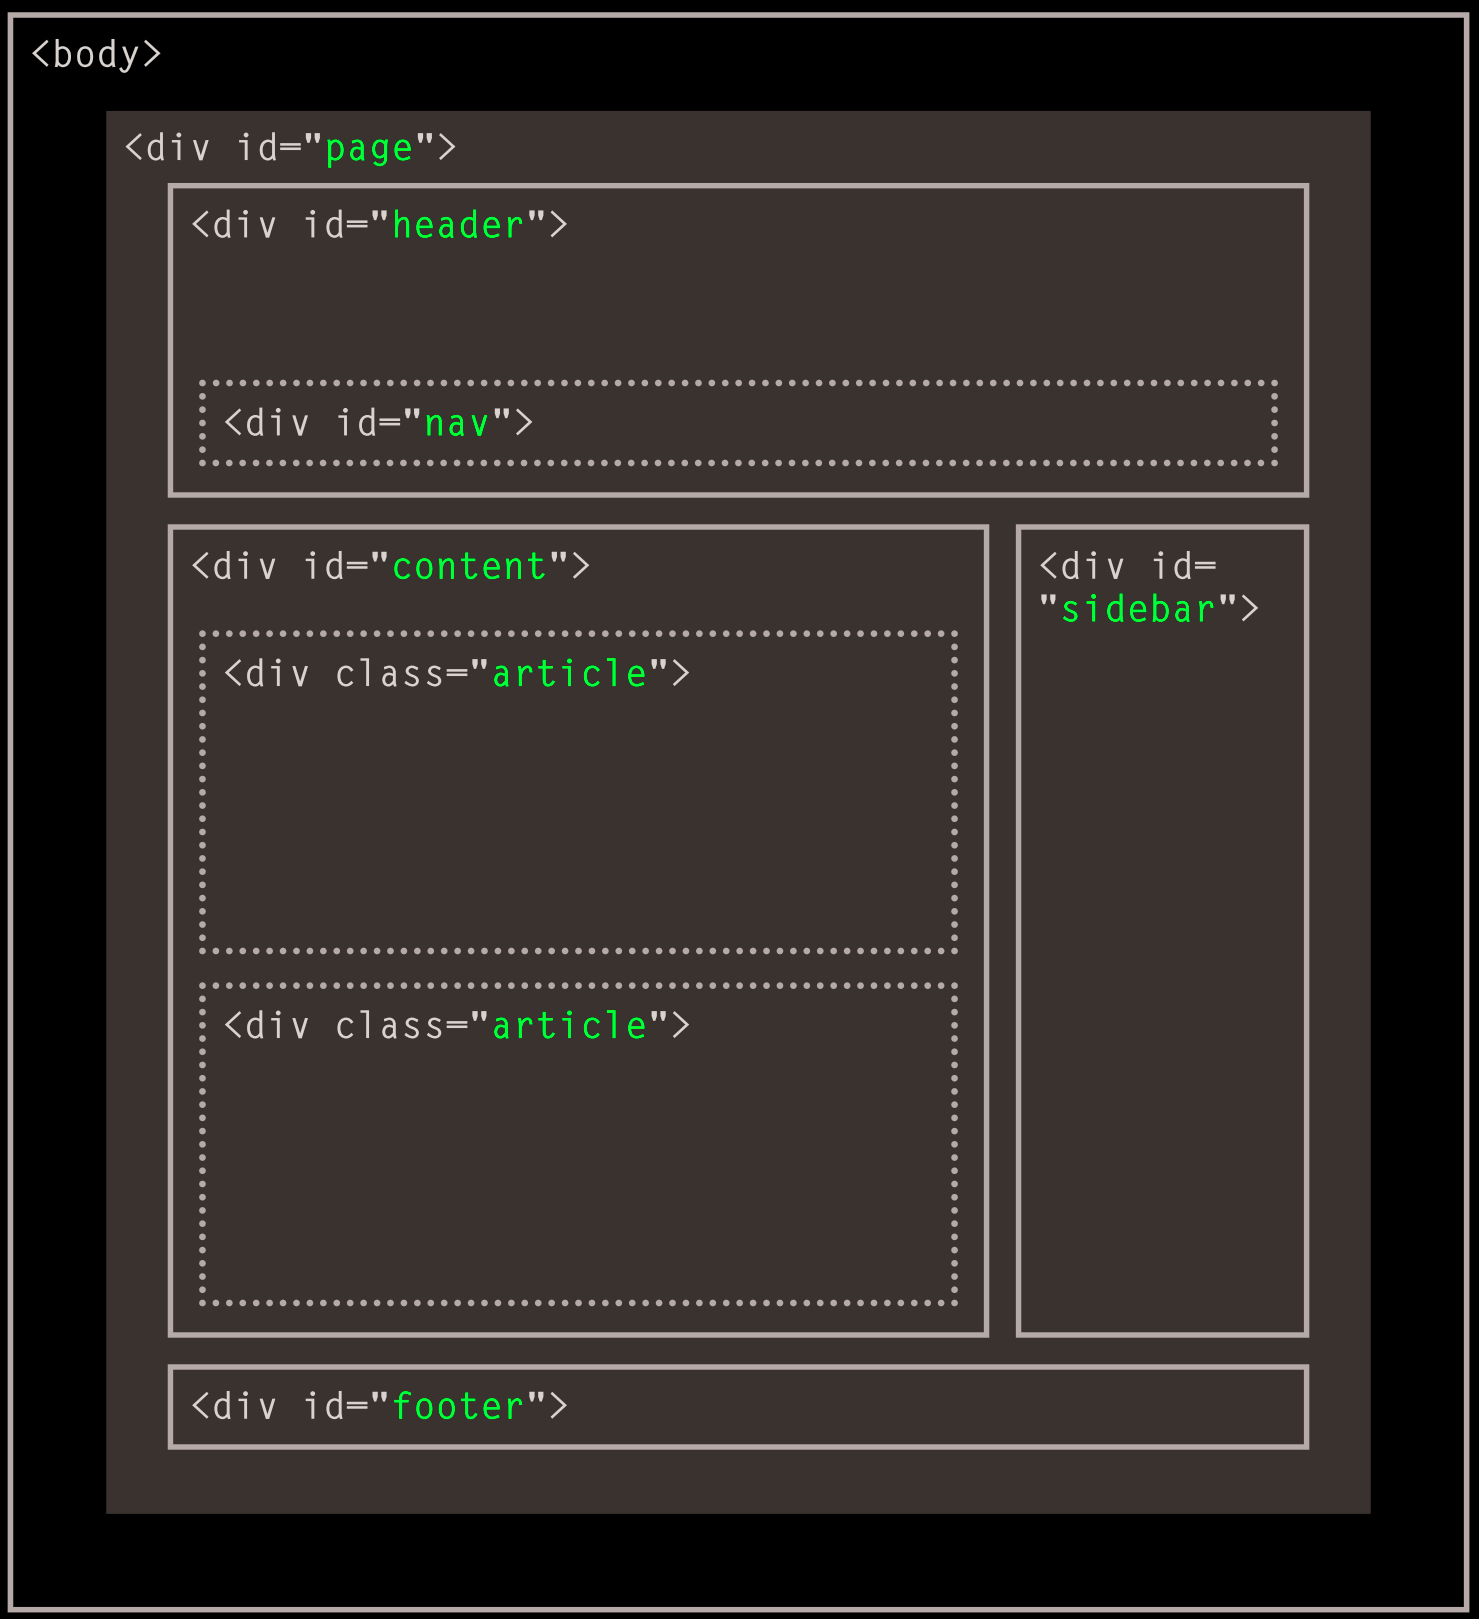 <body>
<div id="page">
<div id="header">
<div id="nav">
<div id="content">
<div class="article">
<div class="article">
<div id=
"sidebar">
<div id="footer">